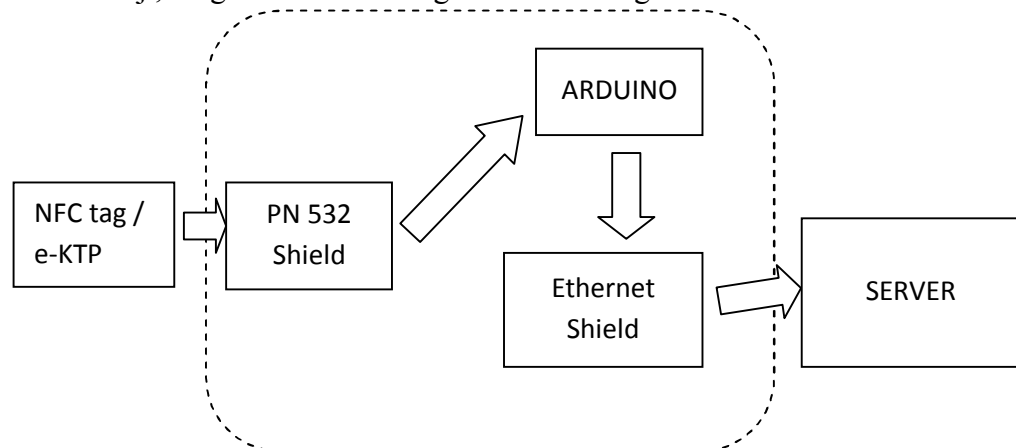 ARDUINO
NFC tag /
e-KTP
PN 532
Shield
Ethernet
Shield
SERVER